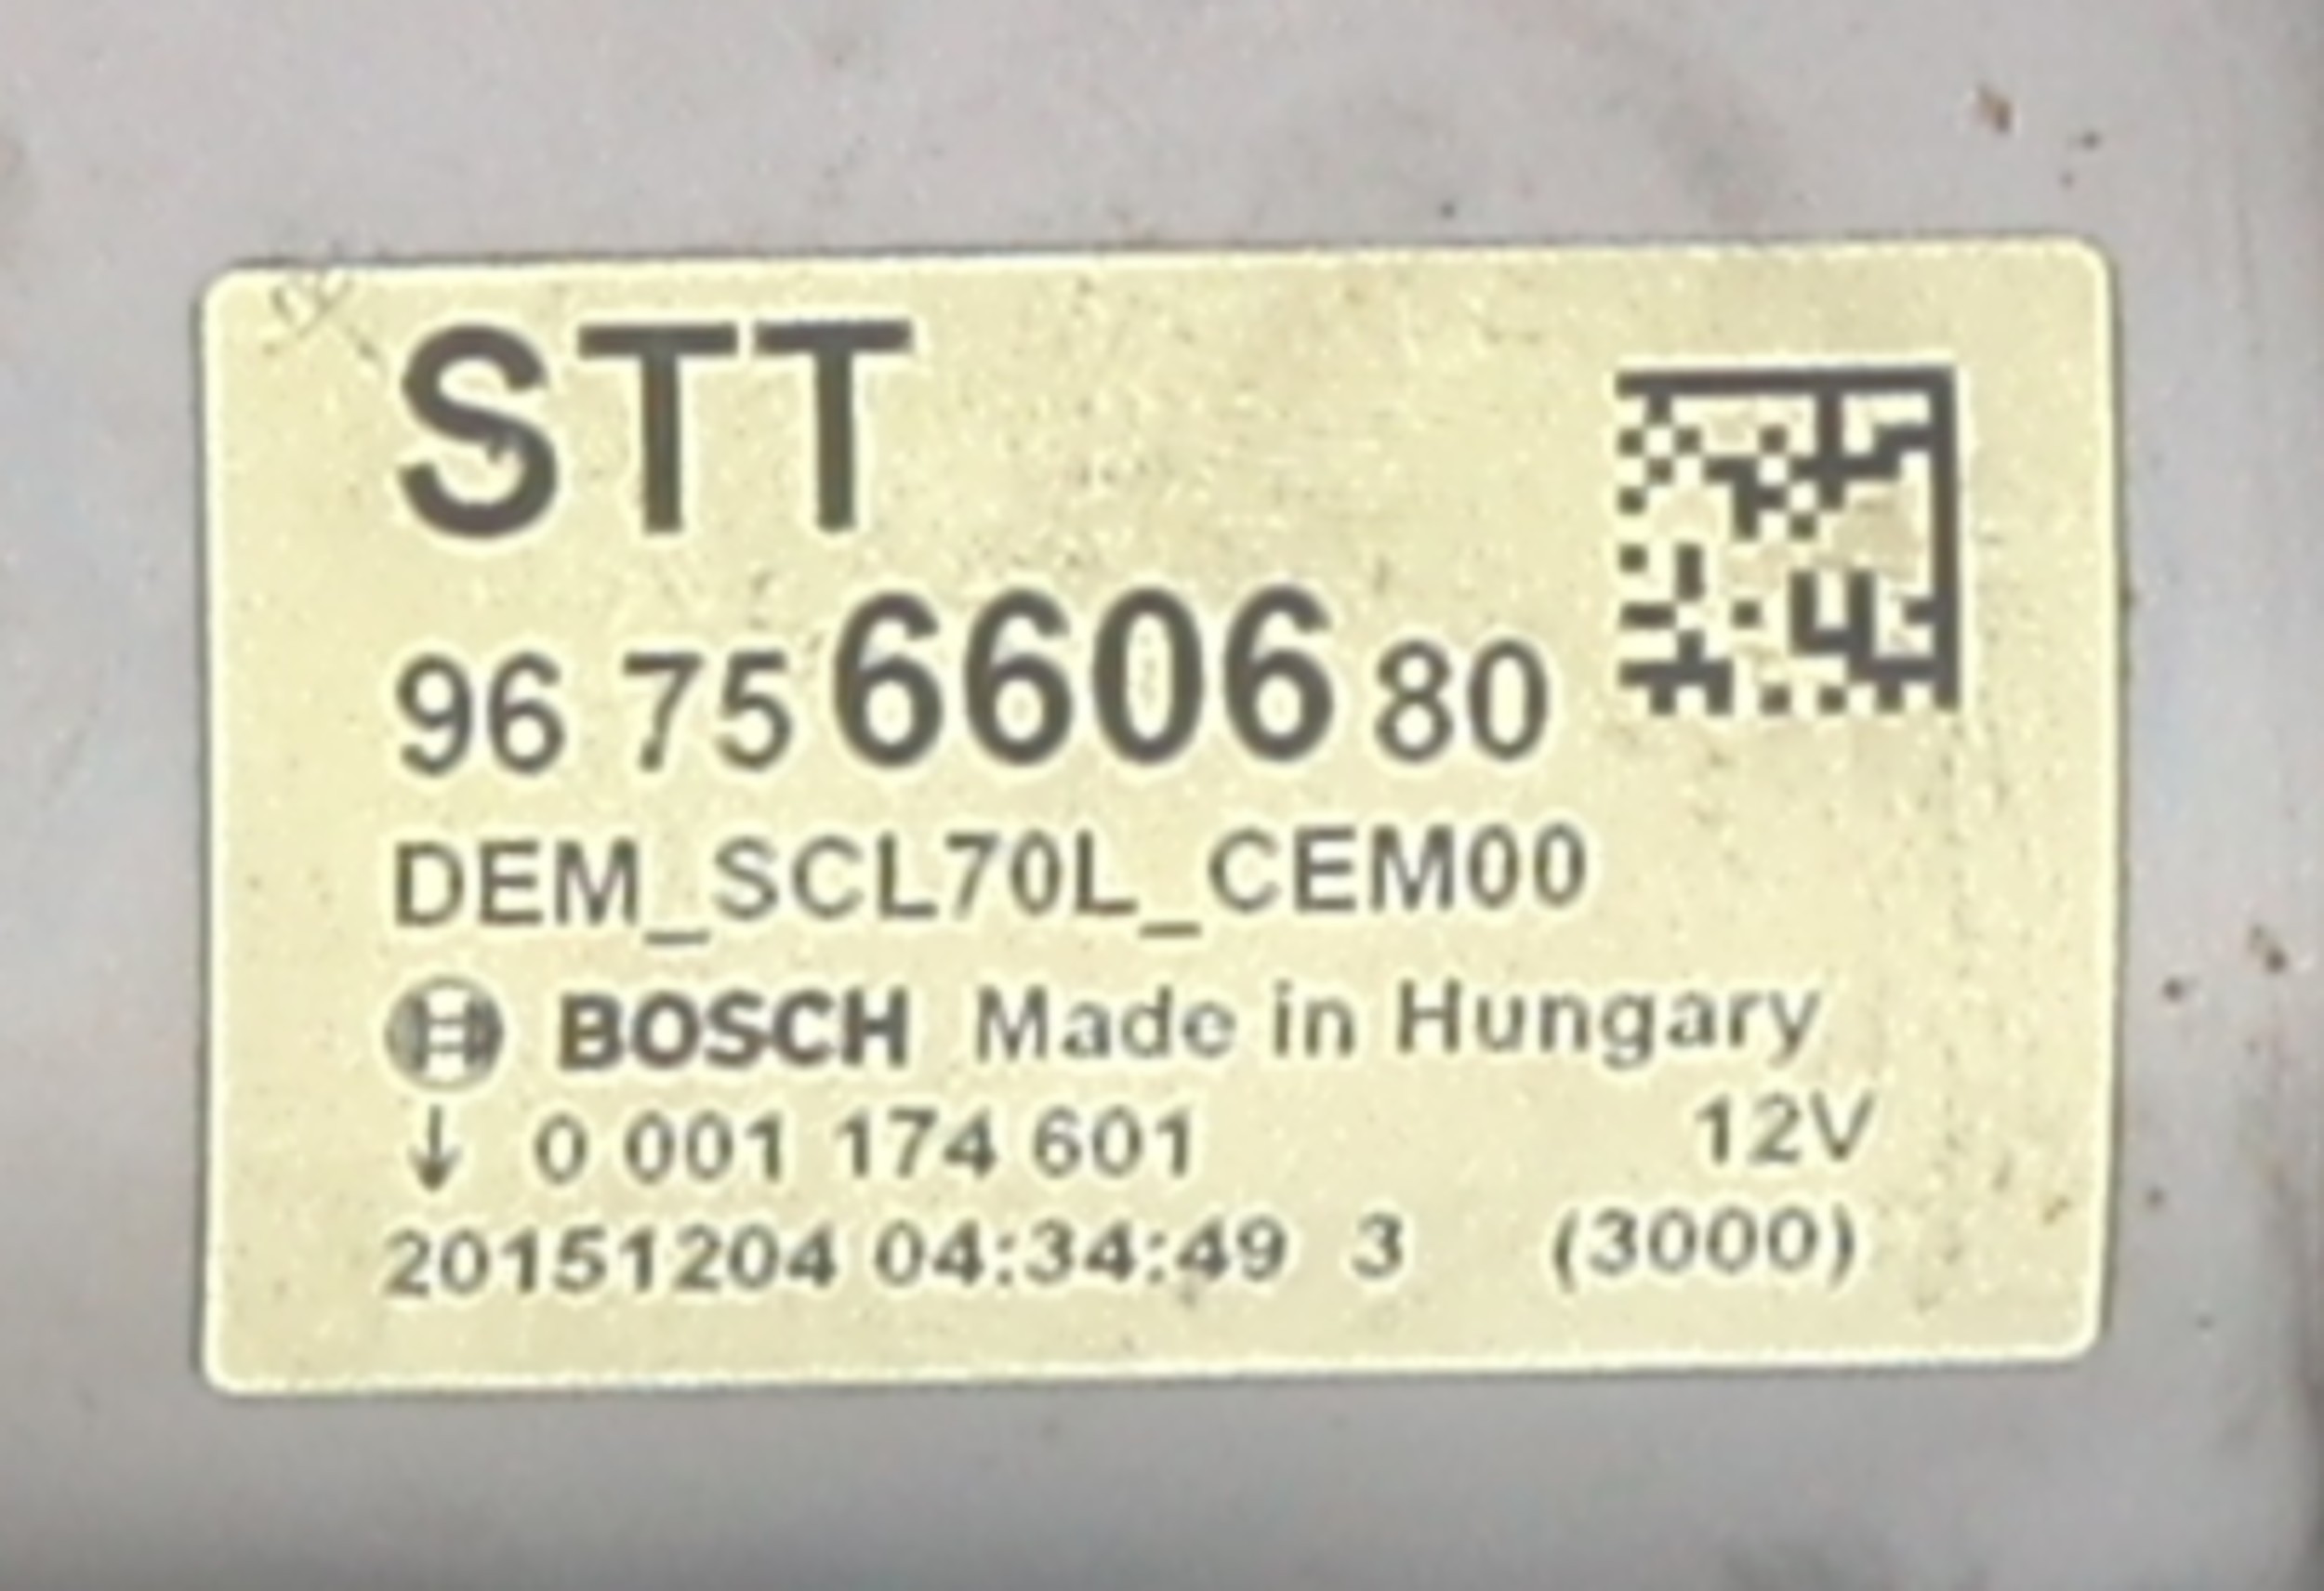 STT
96 75 6606 80
DEM_SCL70L_CEM00
BOSCH Made in Hungary
↓ 0 001 174 601 12V
20151204 04:34:49 3 (3000)